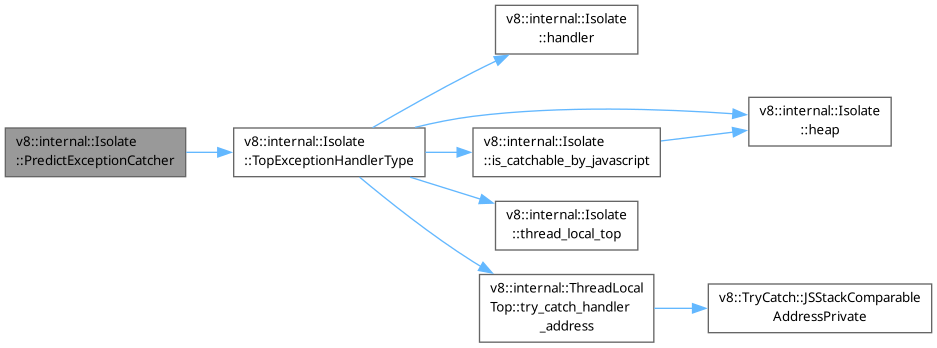 v8::internal::Isolate
::PredictExceptionCatcher
v8::internal::Isolate
::TopExceptionHandlerType
v8::internal::Isolate
::handler
v8::internal::Isolate
::heap
v8::internal::Isolate
::is_catchable_by_javascript
v8::internal::Isolate
::thread_local_top
v8::internal::ThreadLocal
Top::try_catch_handler
_address
v8::TryCatch::JSStackComparable
AddressPrivate